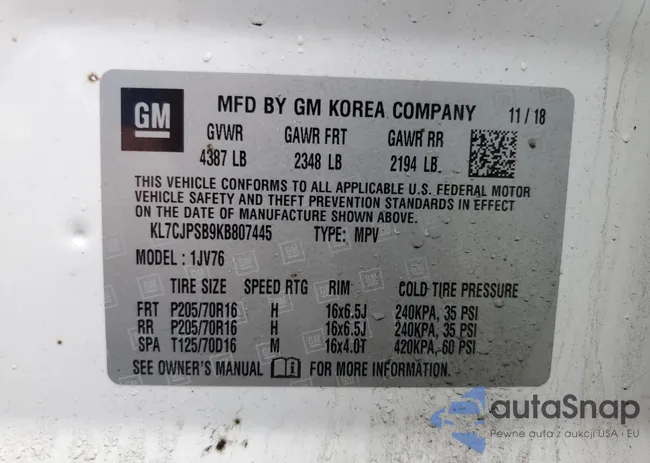 GM MFD BY GM KOREA COMPANY 11 / 18
GVWR GAWR FRT GAWR RR
4387 LB 2348 LB 2194 LB
THIS VEHICLE CONFORMS TO ALL APPLICABLE U.S. FEDERAL MOTOR
VEHICLE SAFETY AND THEFT PREVENTION STANDARDS IN EFFECT
ON THE DATE OF MANUFACTURE SHOWN ABOVE.
KL7CJPSB9KB807445 TYPE: MPV
MODEL : 1JV76
TIRE SIZE SPEED RTG RIM COLD TIRE PRESSURE
FRT P205/70R16 H 16x6.5J 240KPA, 35 PSI
RR P205/70R16 H 16x6.5J 240KPA, 35 PSI
SPA T125/70D16 M 16x4.0T 420KPA, 60 PSI
SEE OWNER'S MANUAL FOR MORE INFORMATION.
autoSnap
Pewne auta z aukcji USA · EU